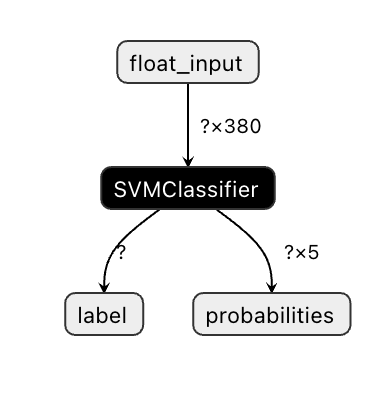 float_input
?×380
SVMClassifier
?
?×5
label
probabilities